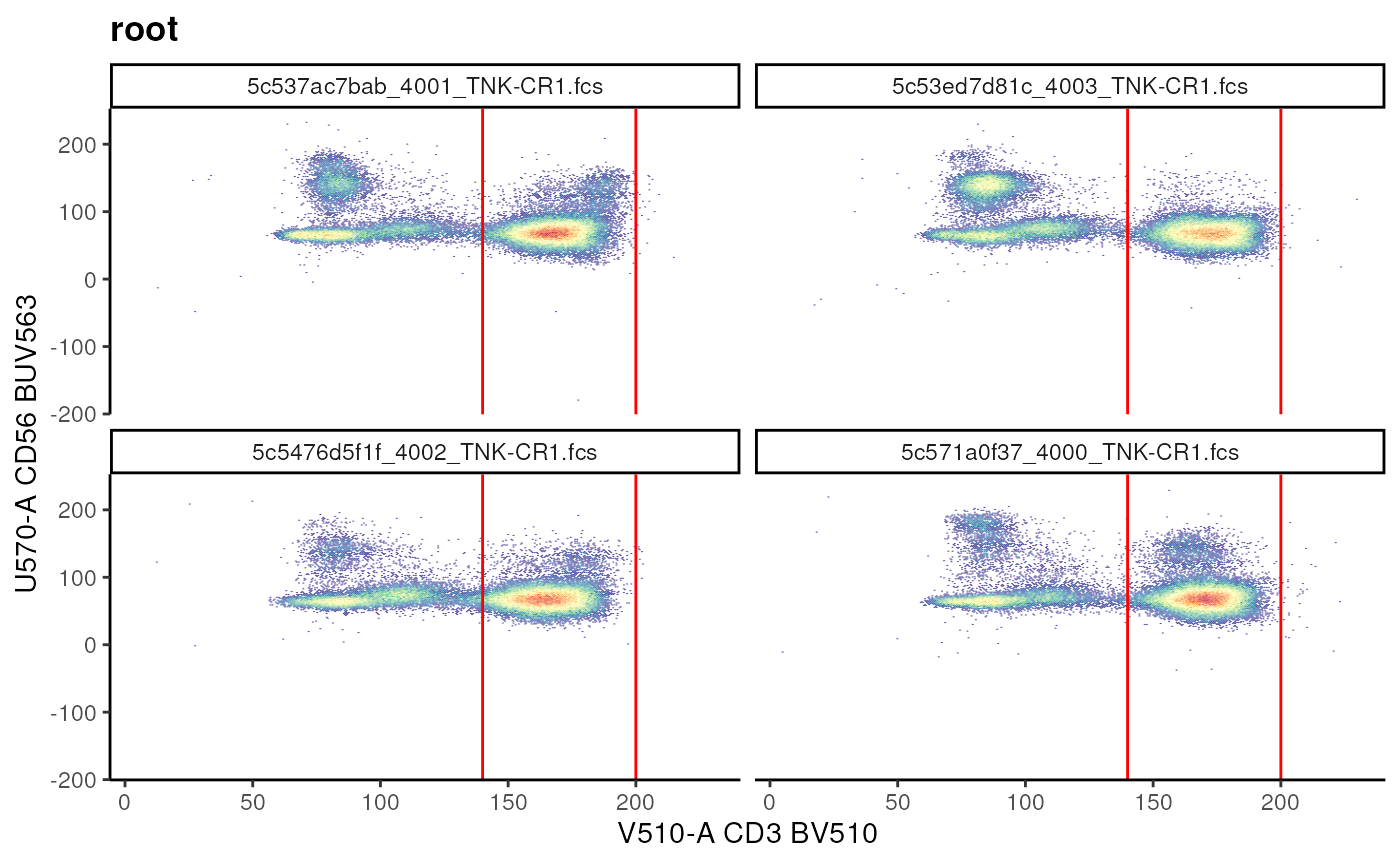 root
5c537ac7bab_4001_TNK-CR1.fcs
5c53ed7d81c_4003_TNK-CR1.fcs
200
100
0
-100
-200
5c5476d5f1f_4002_TNK-CR1.fcs
5c571a0f37_4000_TNK-CR1.fcs
200
100
0
-100
-200
0 50 100 150 200
0 50 100 150 200
V510-A CD3 BV510
U570-A CD56 BUV563